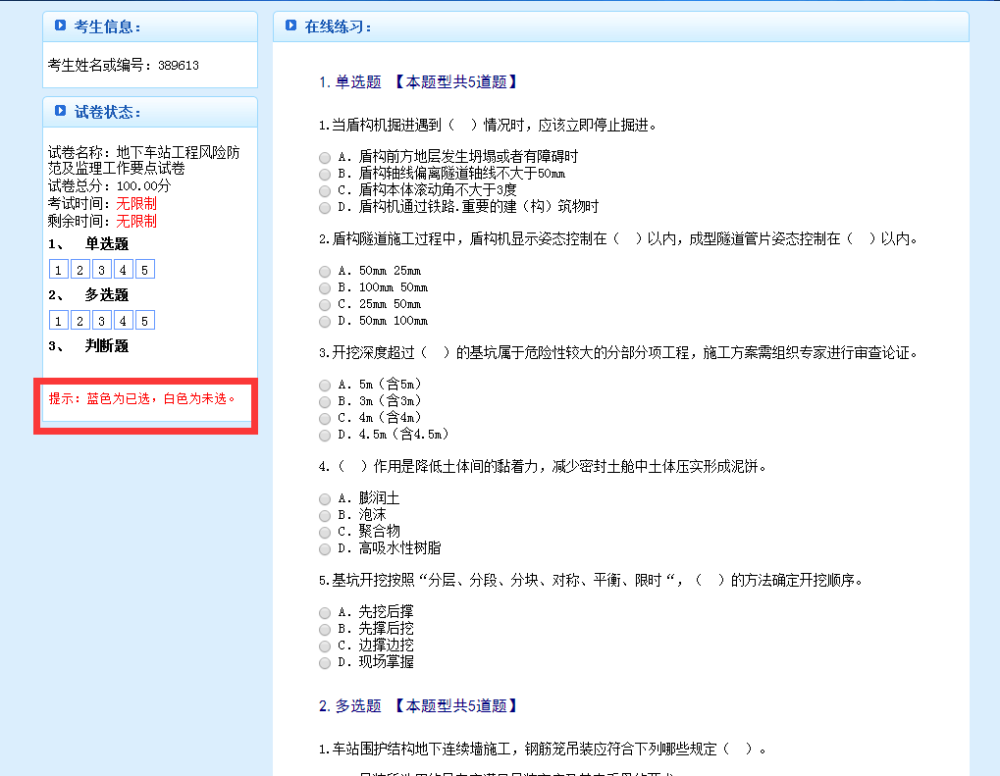 考生信息：
考生姓名或编号：389613
试卷状态：
试卷名称：地下车站工程风险防
范及监理工作要点试卷
试卷总分：100.00分
考试时间：无限制
剩余时间：无限制
1、 单选题
1 2 3 4 5
2、 多选题
1 2 3 4 5
3、 判断题
提示：蓝色为已选，白色为未选。
在线练习：
1. 单选题 【本题型共5道题】
1.当盾构机掘进遇到（ ）情况时，应该立即停止掘进。
A．盾构前方地层发生坍塌或者有障碍时
B．盾构轴线偏离隧道轴线不大于50mm
C．盾构本体滚动角不大于3度
D．盾构机通过铁路.重要的建（构）筑物时
2.盾构隧道施工过程中，盾构机显示姿态控制在（ ）以内，成型隧道管片姿态控制在（ ）以内。
A．50mm 25mm
B．100mm 50mm
C．25mm 50mm
D．50mm 100mm
3.开挖深度超过（ ）的基坑属于危险性较大的分部分项工程，施工方案需组织专家进行审查论证。
A．5m（含5m）
B．3m（含3m）
C．4m（含4m）
D．4.5m（含4.5m）
4.（ ）作用是降低土体间的黏着力，减少密封土舱中土体压实形成泥饼。
A．膨润土
B．泡沫
C．聚合物
D．高吸水性树脂
5.基坑开挖按照“分层、分段、分块、对称、平衡、限时“，（ ）的方法确定开挖顺序。
A．先挖后撑
B．先撑后挖
C．边撑边挖
D．现场掌握
2. 多选题 【本题型共5道题】
1.车站围护结构地下连续墙施工，钢筋笼吊装应符合下列哪些规定（ ）。